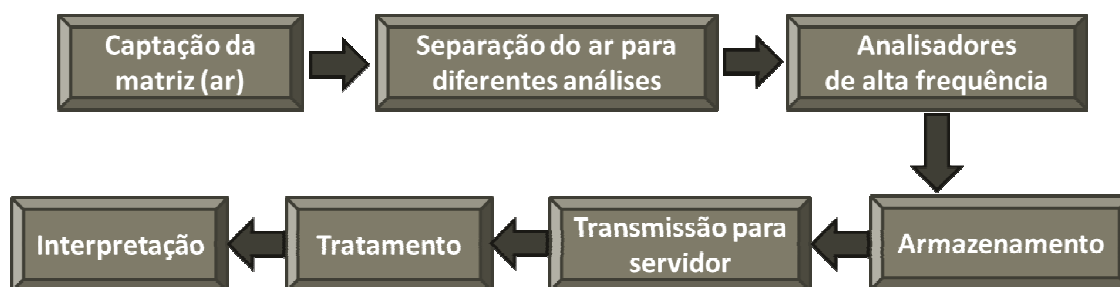 Captação da
matriz (ar)
Separação do ar para
diferentes análises
Analisadores
de alta frequência
Armazenamento
Transmissão para
servidor
Tratamento
Interpretação